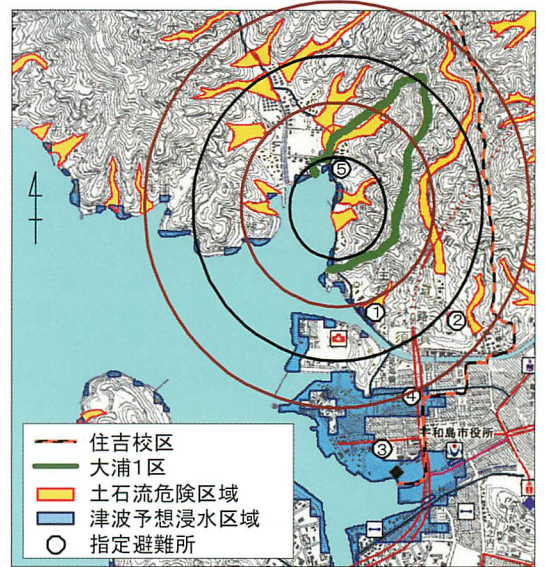 ⑤
①
②
④
③
和島市役所
住吉校区
大浦1区
土石流危険区域
津波予想浸水区域
指定避難所